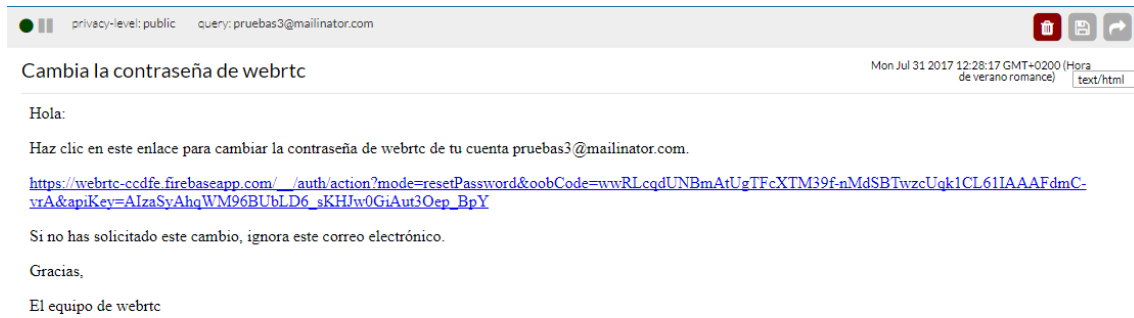 privacy-level: public query: pruebas3@mailinator.com
Cambia la contraseña de webrtc
Mon Jul 31 2017 12:28:17 GMT+0200 (Hora
de verano romance)
text/html
Hola:
Haz clic en este enlace para cambiar la contraseña de webrtc de tu cuenta pruebas3@mailinator.com.
https://webrtc-ccdfe.firebaseapp.com/__/auth/action?mode=resetPassword&oobCode=wwRLcqdUNBmAtUgTFcXTM39f-nMdSBTwzcUqk1CL61IAAAFdmC-
vrA&apiKey=AIzaSyAhqWM96BUbLD6_sKHJw0GiAut3Oep_BpY
Si no has solicitado este cambio, ignora este correo electrónico.
Gracias,
El equipo de webrtc